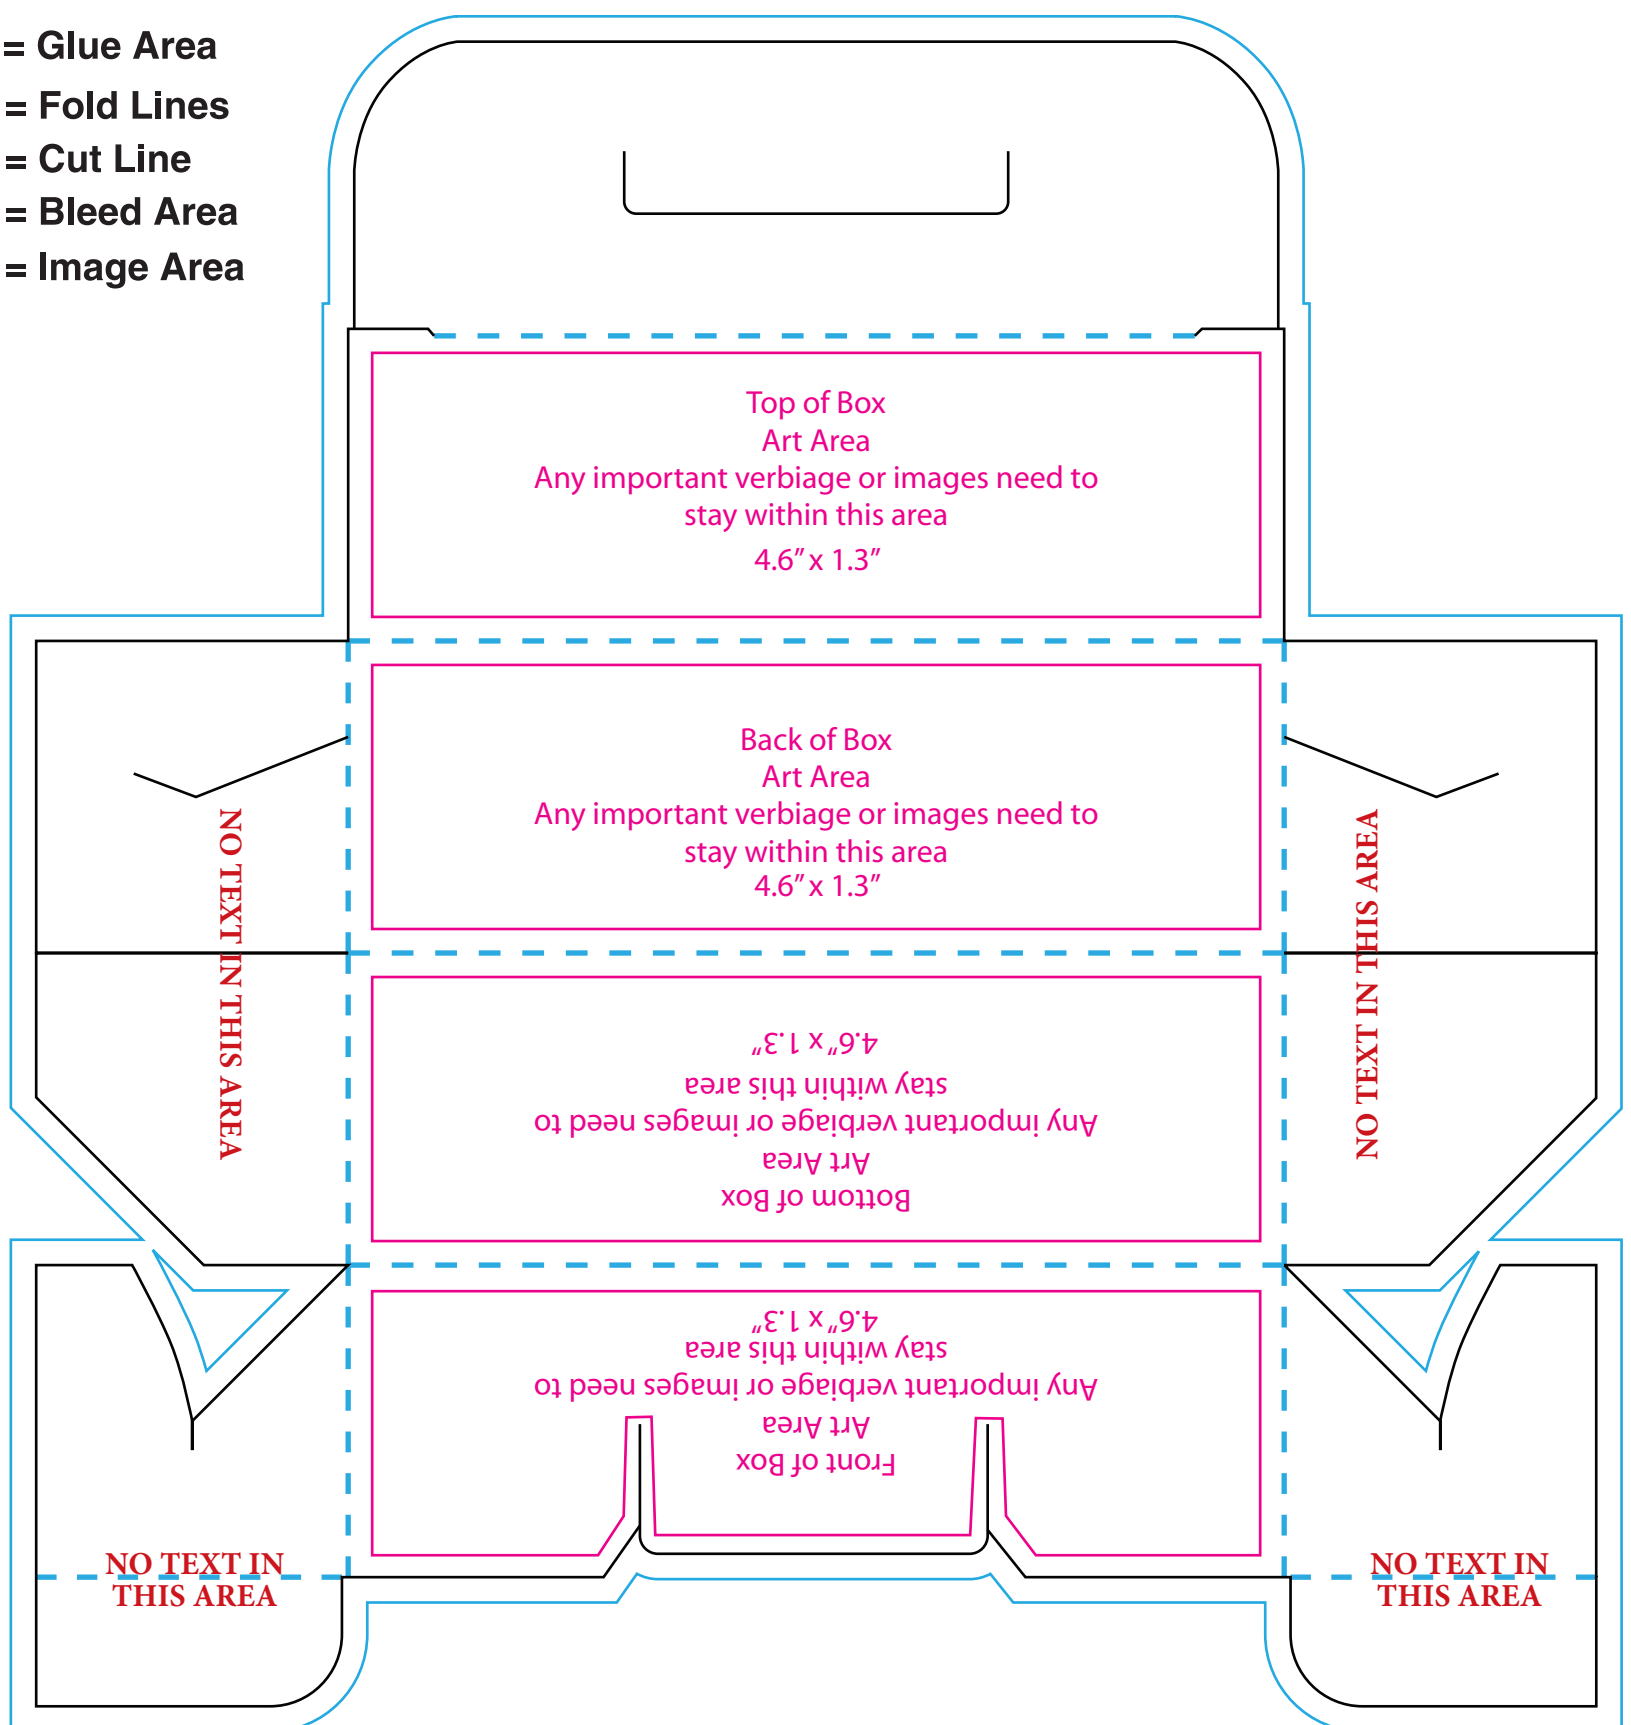 = Glue Area
= Fold Lines
= Cut Line
= Bleed Area
= Image Area
Top of Box
Art Area
Any important verbiage or images need to
stay within this area
4.6” x 1.3”
Back of Box
Art Area
Any important verbiage or images need to
stay within this area
4.6” x 1.3”
NO TEXT IN THIS AREA
NO TEXT IN THIS AREA
Bottom of Box
Art Area
Any important verbiage or images need to
stay within this area
4.6” x 1.3”
Front of Box
Art Area
Any important verbiage or images need to
stay within this area
4.6” x 1.3”
NO TEXT IN
THIS AREA
NO TEXT IN
THIS AREA